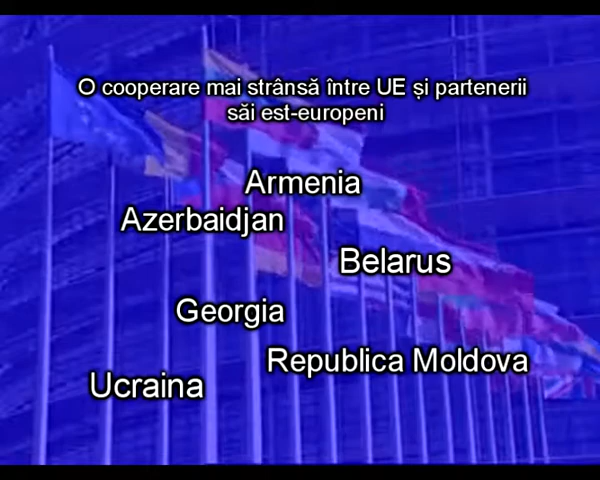 O cooperare mai strânsă între UE și partenerii
săi est-europeni
Armenia
Azerbaidjan
Belarus
Georgia
Republica Moldova
Ucraina